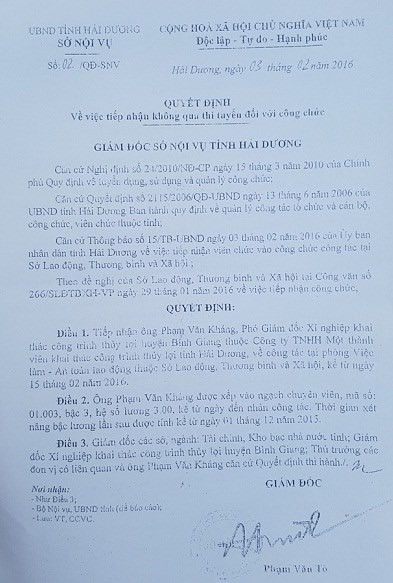 UBND TỈNH HẢI DƯƠNG
SỞ NỘI VỤ
Số: 02 /QĐ-SNV
CỘNG HOÀ XÃ HỘI CHỦ NGHĨA VIỆT NAM
Độc lập - Tự do - Hạnh phúc
Hải Dương, ngày 03 tháng 02 năm 2016
QUYẾT ĐỊNH
Về việc tiếp nhận không qua thi tuyển đối với công chức
GIÁM ĐỐC SỞ NỘI VỤ TỈNH HẢI DƯƠNG
Căn cứ Nghị định số 24/2010/NĐ-CP ngày 15 tháng 3 năm 2010 của Chính
phủ Quy định về tuyển dụng, sử dụng và quản lý công chức;
Căn cứ Quyết định số 2115/2006/QĐ-UBND ngày 13 tháng 6 năm 2006 của
UBND tỉnh Hải Dương Ban hành quy định về quản lý công tác tổ chức và cán bộ,
công chức, viên chức thuộc tỉnh;
Căn cứ Thông báo số 15/TB-UBND ngày 03 tháng 02 năm 2016 của Ủy ban
nhân dân tỉnh Hải Dương về việc tiếp nhận viên chức vào công chức công tác tại
Sở Lao động, Thương binh và Xã hội ;
Theo đề nghị của Sở Lao động, Thương binh và Xã hội tại Công văn số
266/SLĐTBXH-VP ngày 29 tháng 01 năm 2016 về việc tiếp nhận công chức,
QUYẾT ĐỊNH:
Điều 1. Tiếp nhận ông Phạm Văn Kháng, Phó Giám đốc Xí nghiệp khai
thác công trình thủy lợi huyện Bình Giang thuộc Công ty TNHH Một thành
viên khai thác công trình thủy lợi tỉnh Hải Dương, về công tác tại phòng Việc
làm - An toàn lao động thuộc Sở Lao động, Thương binh và Xã hội, kể từ ngày
15 tháng 02 năm 2016.
Điều 2. Ông Phạm Văn Kháng được xếp vào ngạch chuyên viên, mã số:
01.003, bậc 3, hệ số lương 3,00, kể từ ngày đến nhận công tác. Thời gian xét
nâng bậc lương lần sau được tính kể từ ngày 01 tháng 12 năm 2015.
Điều 3. Giám đốc các sở, ngành: Tài chính, Kho bạc nhà nước tỉnh; Giám
đốc Xí nghiệp khai thác công trình thủy lợi huyện Bình Giang; Thủ trưởng các
đơn vị có liên quan và ông Phạm Văn Kháng căn cứ Quyết định thi hành./.
Nơi nhận:
- Như Điều 3;
- Bộ Nội vụ, UBND tỉnh (để báo cáo);
- Lưu: VT, CCVC.
GIÁM ĐỐC
Phạm Văn Tỏ